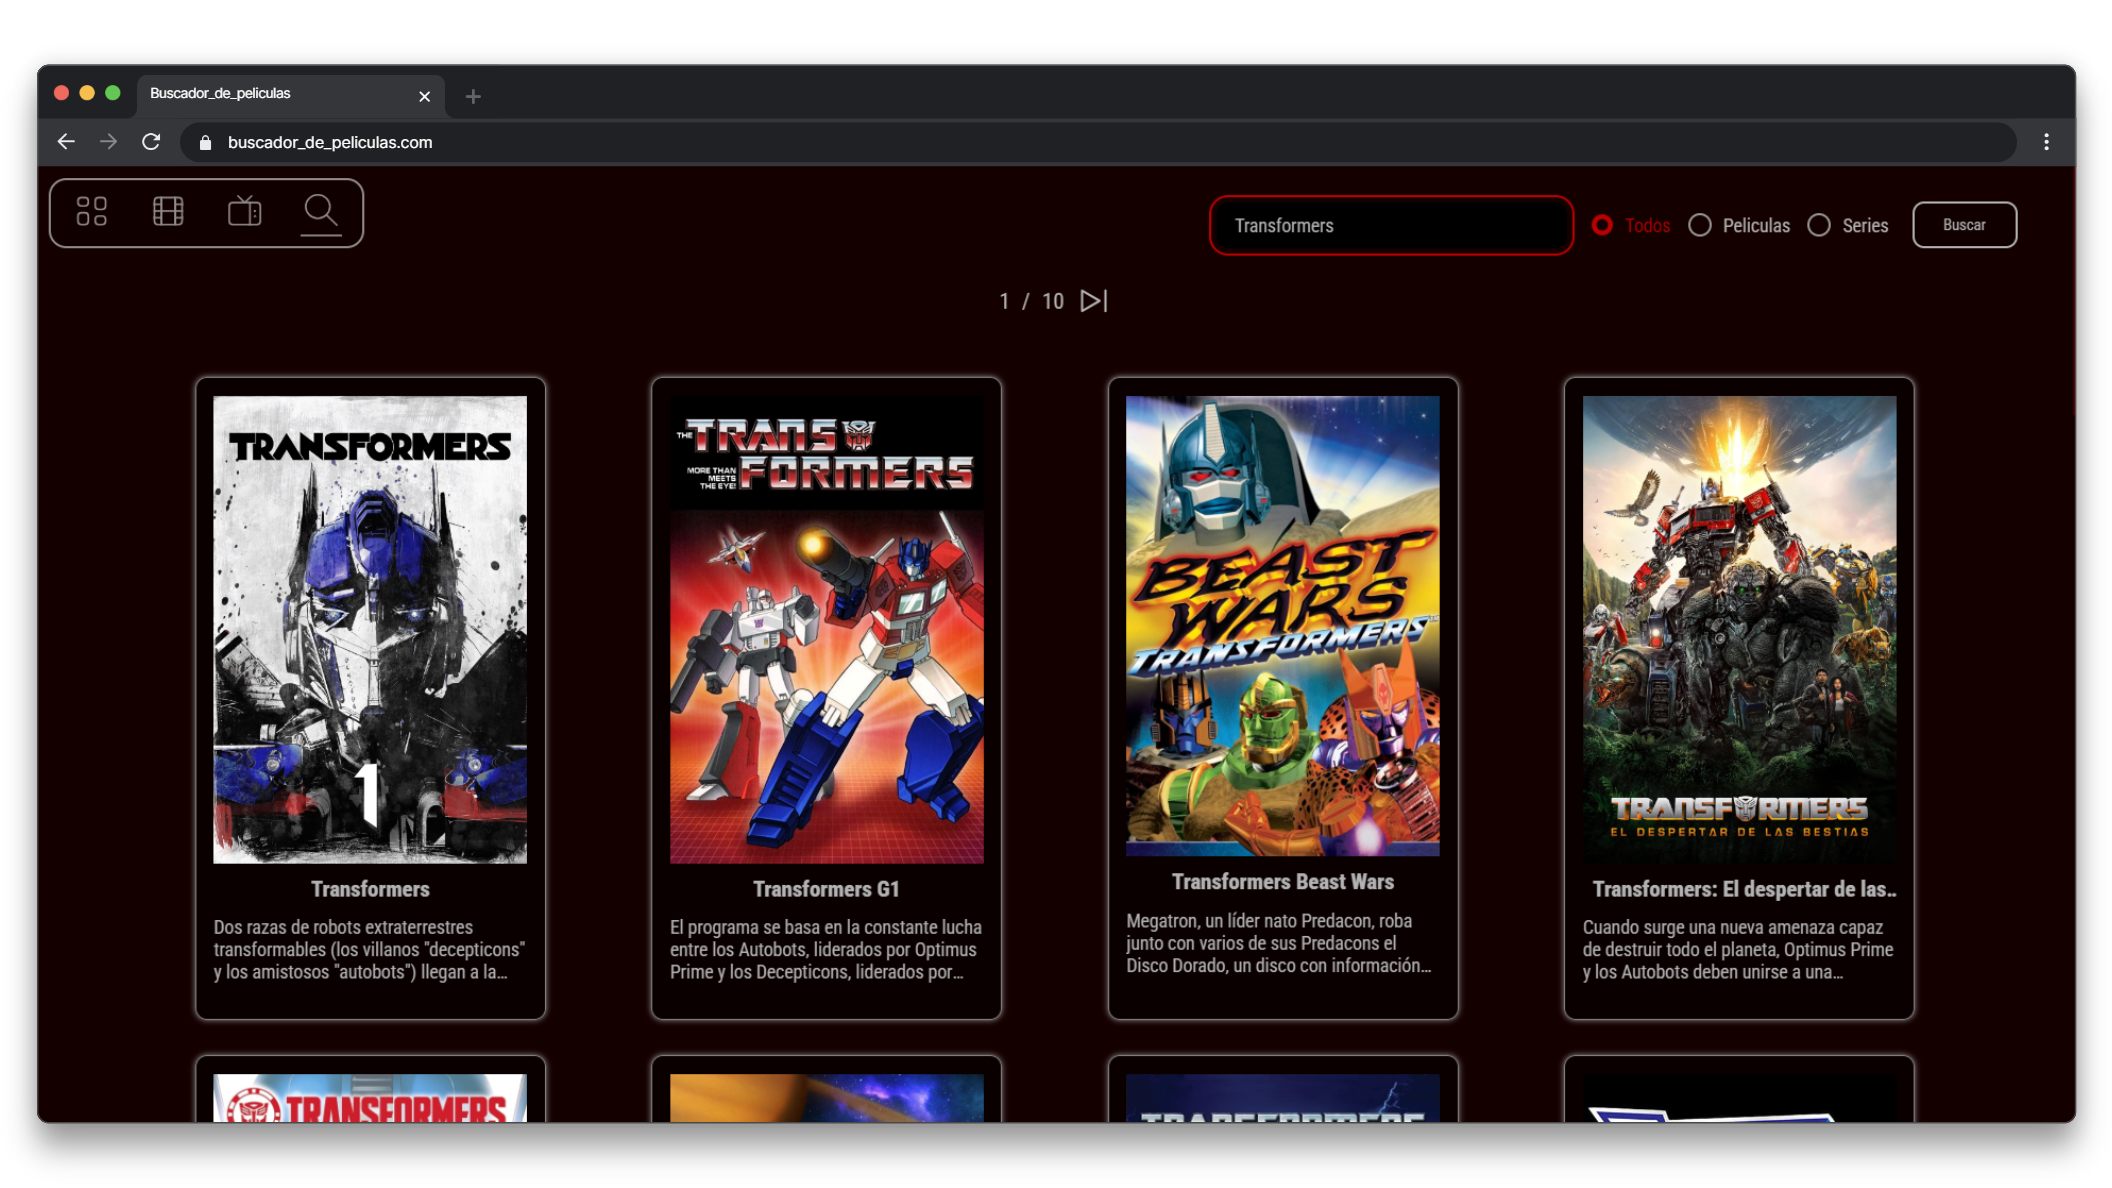 Buscador_de_peliculas
buscador_de_peliculas.com
Transformers
Todos
Peliculas
Series
Buscar
1 / 10
TRANSFORMERS
1
Transformers
Dos razas de robots extraterrestres
transformables (los villanos "decepticons"
y los amistosos "autobots") llegan a la...
THE TRANSFORMERS
MORE THAN
MEETS
THE EYE!
Transformers G1
El programa se basa en la constante lucha
entre los Autobots, liderados por Optimus
Prime y los Decepticons, liderados por...
BEAST
WARS
TRANSFORMERS™
Transformers Beast Wars
Megatron, un líder nato Predacon, roba
junto con varios de sus Predacons el
Disco Dorado, un disco con información...
TRANSFORMERS
EL DESPERTAR DE LAS BESTIAS
Transformers: El despertar de las..
Cuando surge una nueva amenaza capaz
de destruir todo el planeta, Optimus Prime
y los Autobots deben unirse a una...
TRANSFORMERS
TRANSFORMERS